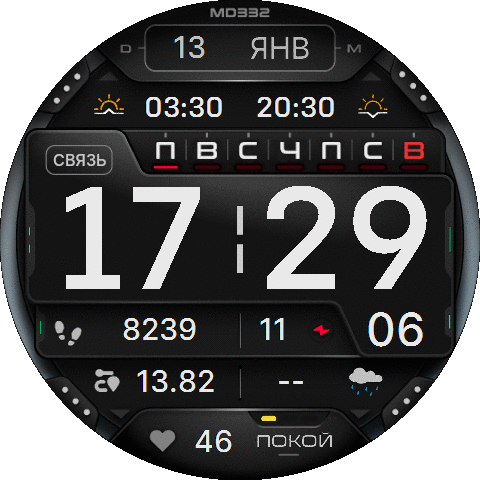 MD332
D 13 ЯНВ M
03:30 20:30
СВЯЗЬ П В С Ч П С В
17:29
8239 11 06
13.82 --
46 ПОКОЙ